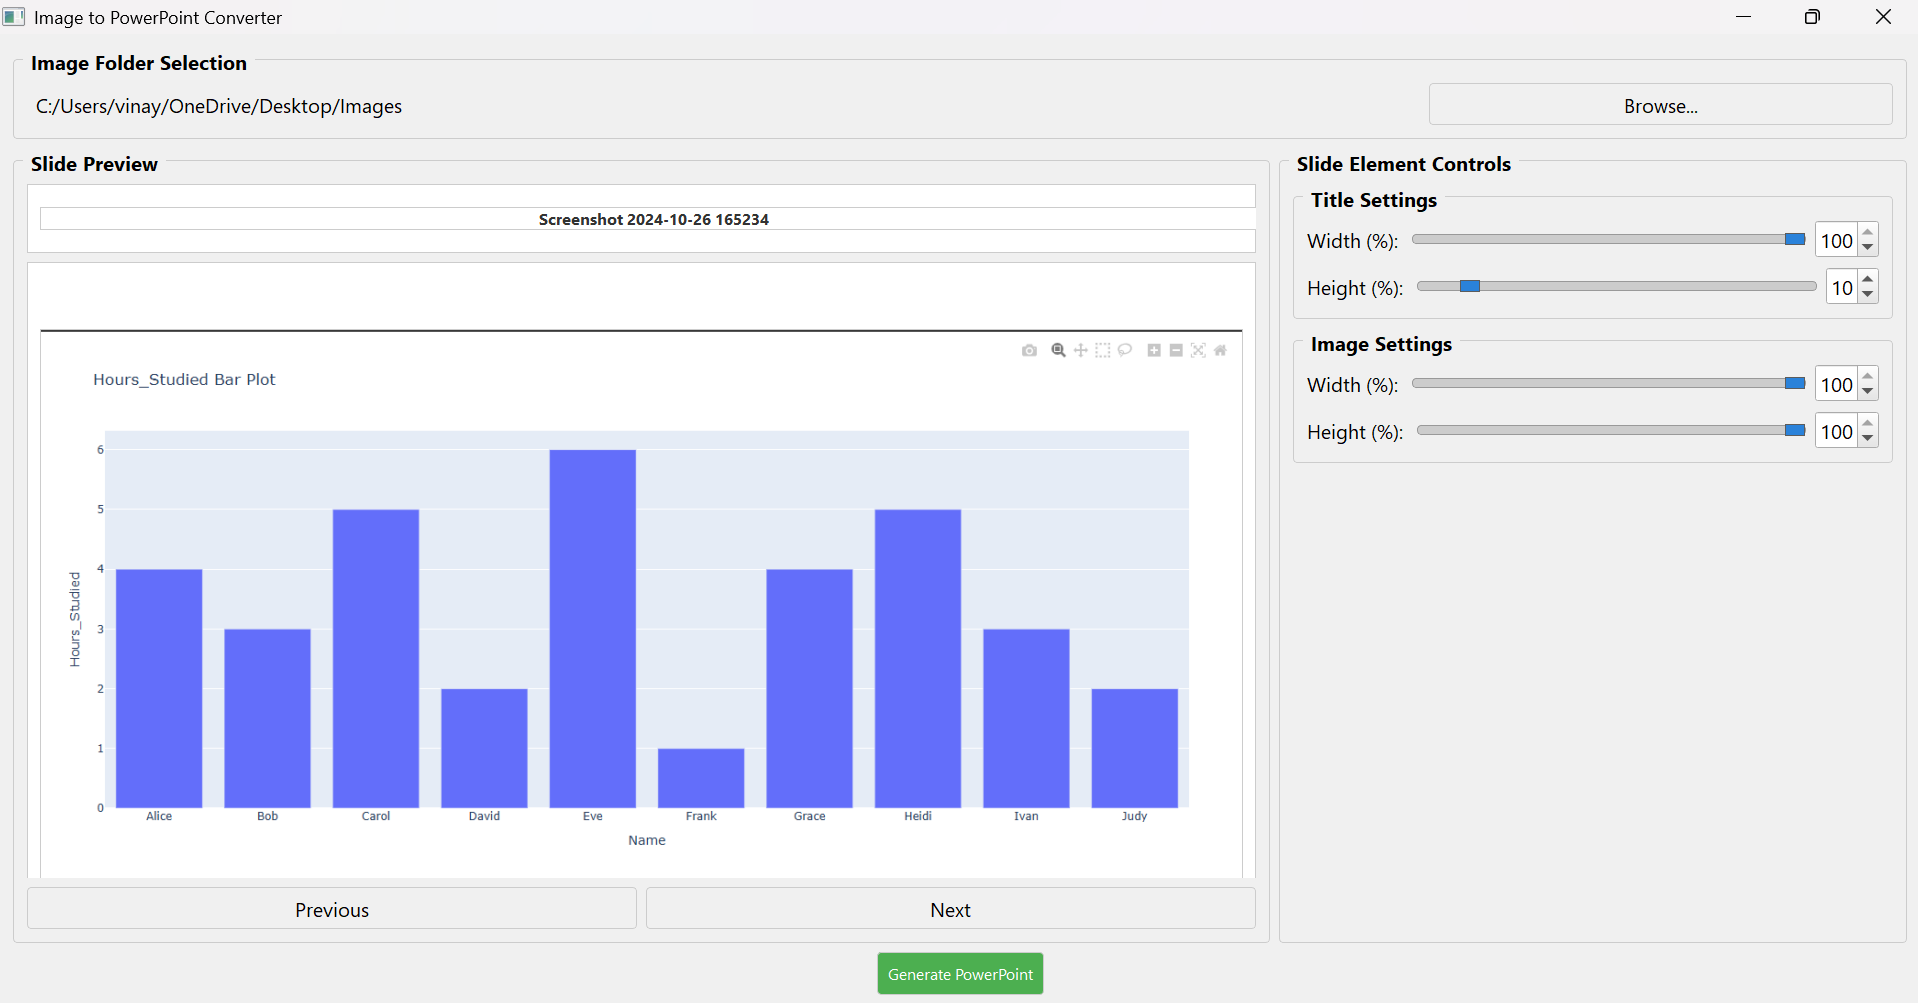 Image to PowerPoint Converter
Image Folder Selection
C:/Users/vinay/OneDrive/Desktop/Images
Browse...
Slide Preview
Screenshot 2024-10-26 165234
Hours_Studied Bar Plot
6
5
4
3
2
1
0
Hours_Studied
Alice Bob Carol David Eve Frank Grace Heidi Ivan Judy
Name
Previous
Next
Slide Element Controls
Title Settings
Width (%): 100
Height (%): 10
Image Settings
Width (%): 100
Height (%): 100
Generate PowerPoint